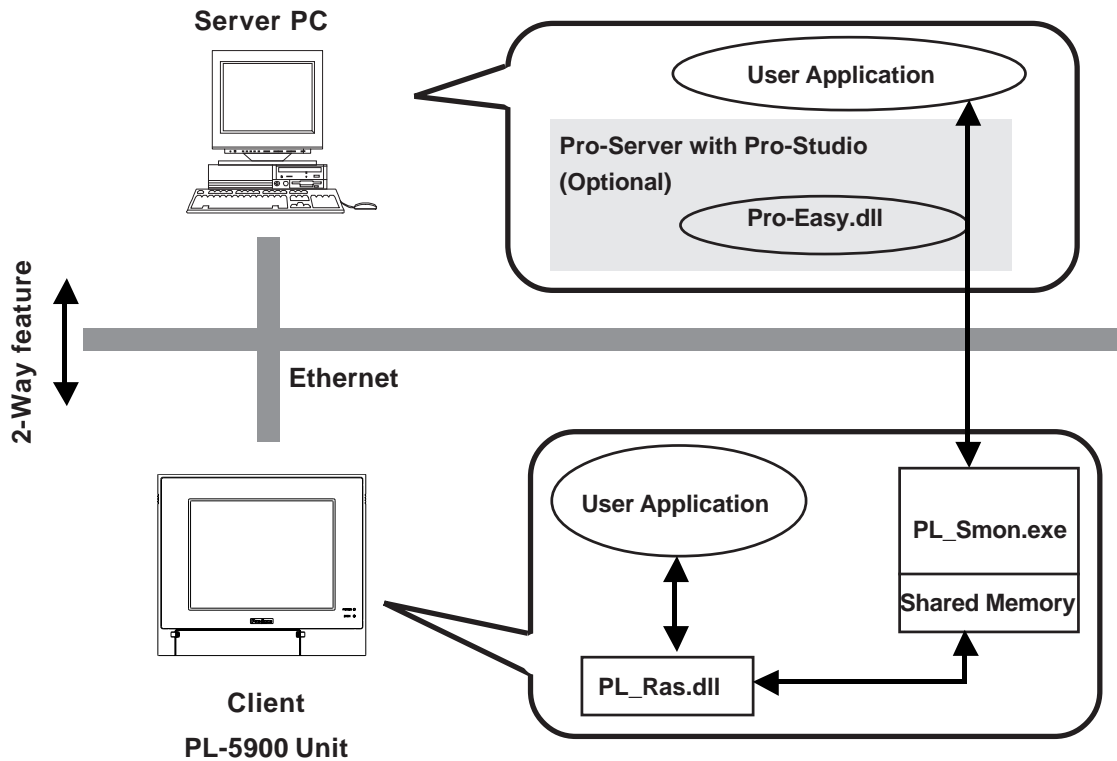 Server PC
User Application
Pro-Server with Pro-Studio
(Optional)
Pro-Easy.dll
2-Way feature
Ethernet
User Application
PL_Smon.exe
Shared Memory
PL_Ras.dll
Client
PL-5900 Unit